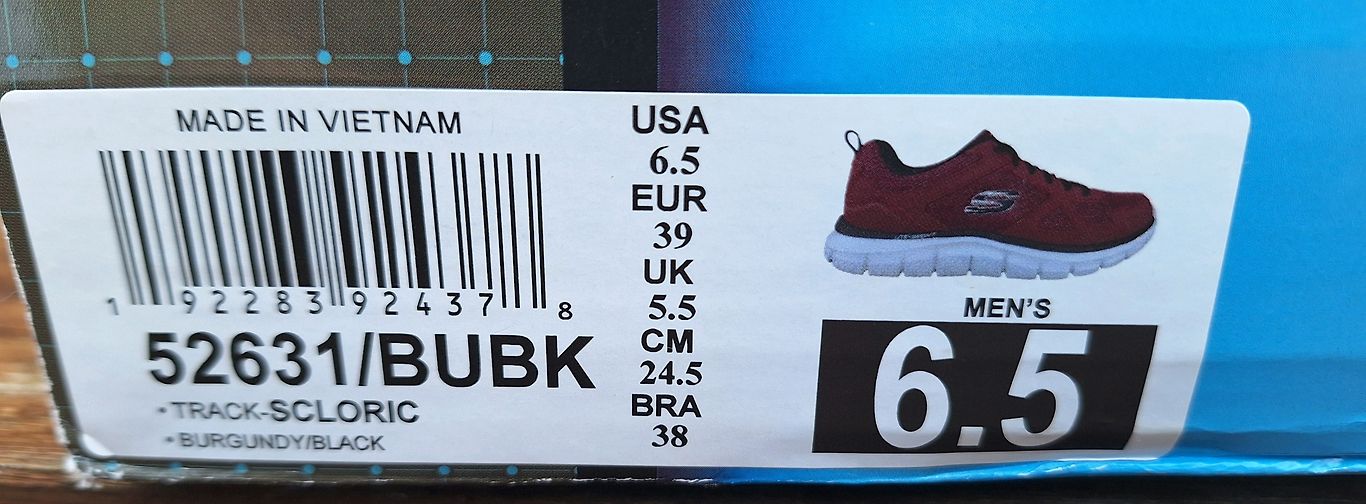 MADE IN VIETNAM
1 92283 92437 8
52631/BUBK
•TRACK-SCLORIC
•BURGUNDY/BLACK
USA
6.5
EUR
39
UK
5.5
CM
24.5
BRA
38
MEN'S
6.5